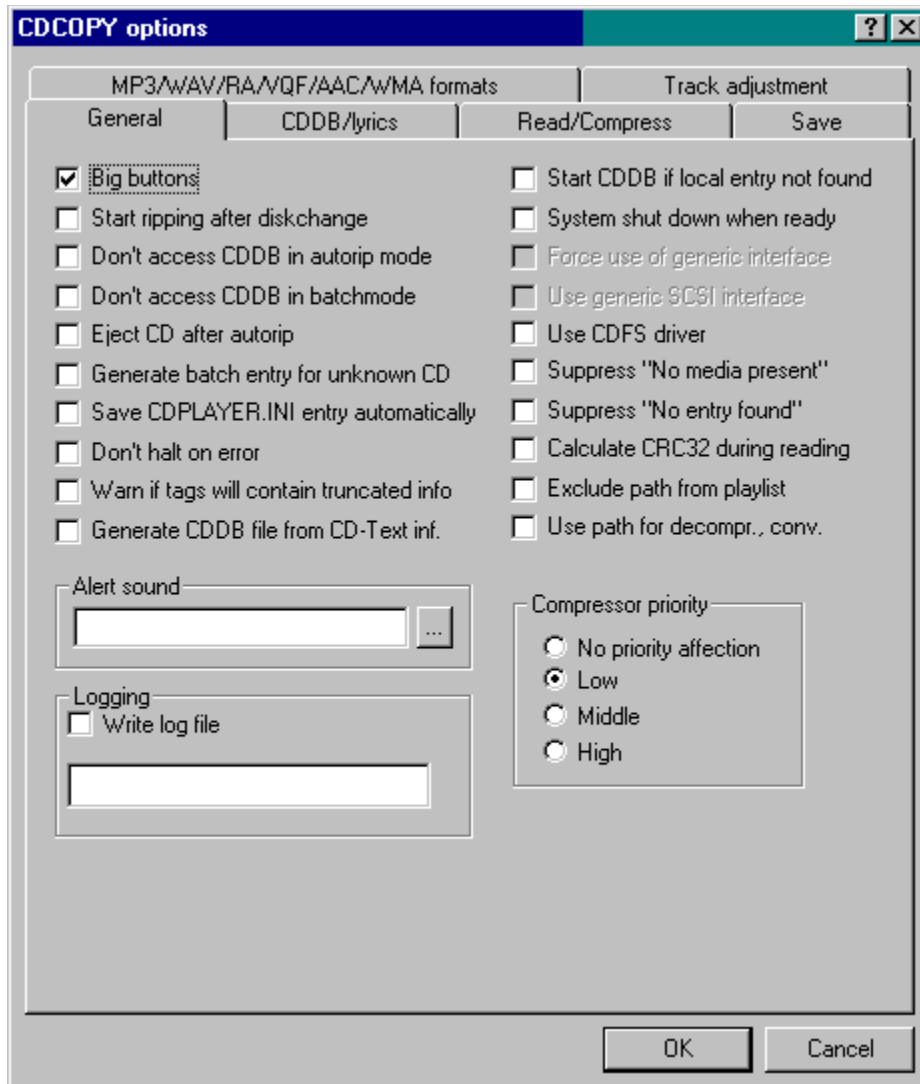 CDCOPY options
MP3/WAV/RA/VQF/AAC/WMA formats
Track adjustment
General
CDDB/lyrics
Read/Compress
Save
Big buttons
Start ripping after diskchange
Don't access CDDB in autorip mode
Don't access CDDB in batchmode
Eject CD after autorip
Generate batch entry for unknown CD
Save CDPLAYER.INI entry automatically
Don't halt on error
Warn if tags will contain truncated info
Generate CDDB file from CD-Text inf.
Start CDDB if local entry not found
System shut down when ready
Force use of generic interface
Use generic SCSI interface
Use CDFS driver
Suppress "No media present"
Suppress "No entry found"
Calculate CRC32 during reading
Exclude path from playlist
Use path for decompr., conv.
Alert sound
...
Logging
Write log file
Compressor priority
No priority affection
Low
Middle
High
OK
Cancel